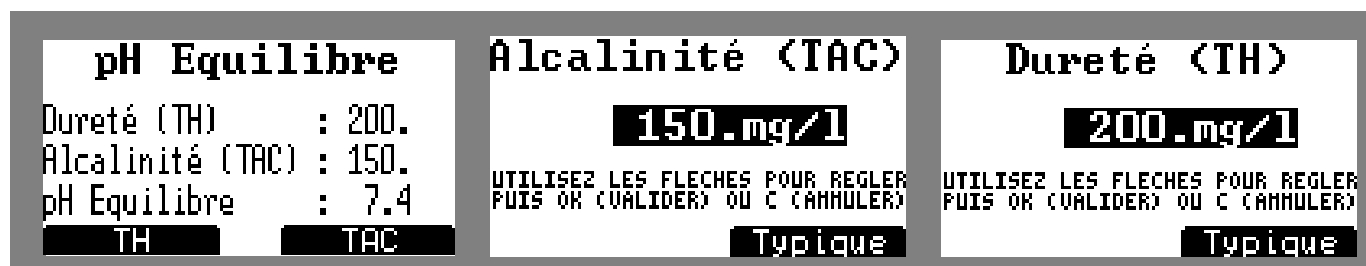 pH Equilibre
Dureté (TH) : 200.
Alcalinité (TAC) : 150.
pH Equilibre : 7.4
TH TAC
Alcalinité (TAC)
150.mg/l
UTILISEZ LES FLECHES POUR REGLER
PUIS OK (VALIDER) OU C (ANNULER)
Typique
Dureté (TH)
200.mg/l
UTILISEZ LES FLECHES POUR REGLER
PUIS OK (VALIDER) OU C (ANNULER)
Typique